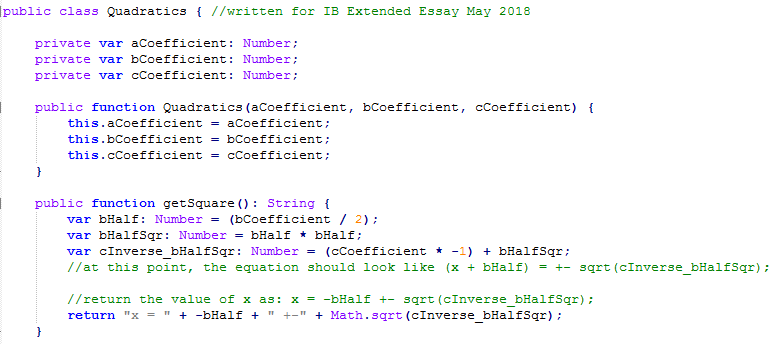 public class Quadratics { //written for IB Extended Essay May 2018
private var aCoefficient: Number;
private var bCoefficient: Number;
private var cCoefficient: Number;
public function Quadratics(aCoefficient, bCoefficient, cCoefficient) {
this.aCoefficient = aCoefficient;
this.bCoefficient = bCoefficient;
this.cCoefficient = cCoefficient;
}
public function getSquare(): String {
var bHalf: Number = (bCoefficient / 2);
var bHalfSqr: Number = bHalf * bHalf;
var cInverse_bHalfSqr: Number = (cCoefficient * -1) + bHalfSqr;
//at this point, the equation should look like (x + bHalf) = +- sqrt(cInverse_bHalfSqr);
//return the value of x as: x = -bHalf +- sqrt(cInverse_bHalfSqr);
return "x = " + -bHalf + " +-" + Math.sqrt(cInverse_bHalfSqr);
}